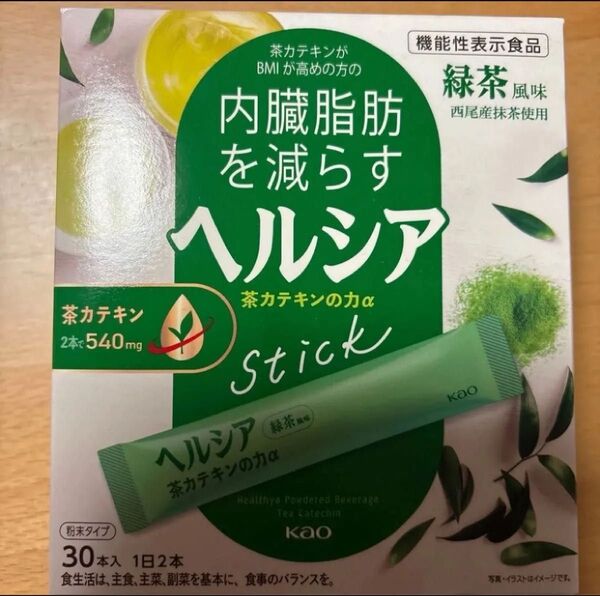 茶カテキンが
BMIが高めの方の
内臓脂肪
を減らす
ヘルシア
茶カテキンの力α
stick
機能性表示食品
緑茶風味
西尾産抹茶使用
茶カテキン
2本で540mg
Kao
ヘルシア 緑茶風味
茶カテキンの力α
Healthya Powdered Beverage
Tea Catechin
Kao
粉末タイプ
30本入 1日2本
食生活は、主食、主菜、副菜を基本に、食事のバランスを。
写真・イラストはイメージです。